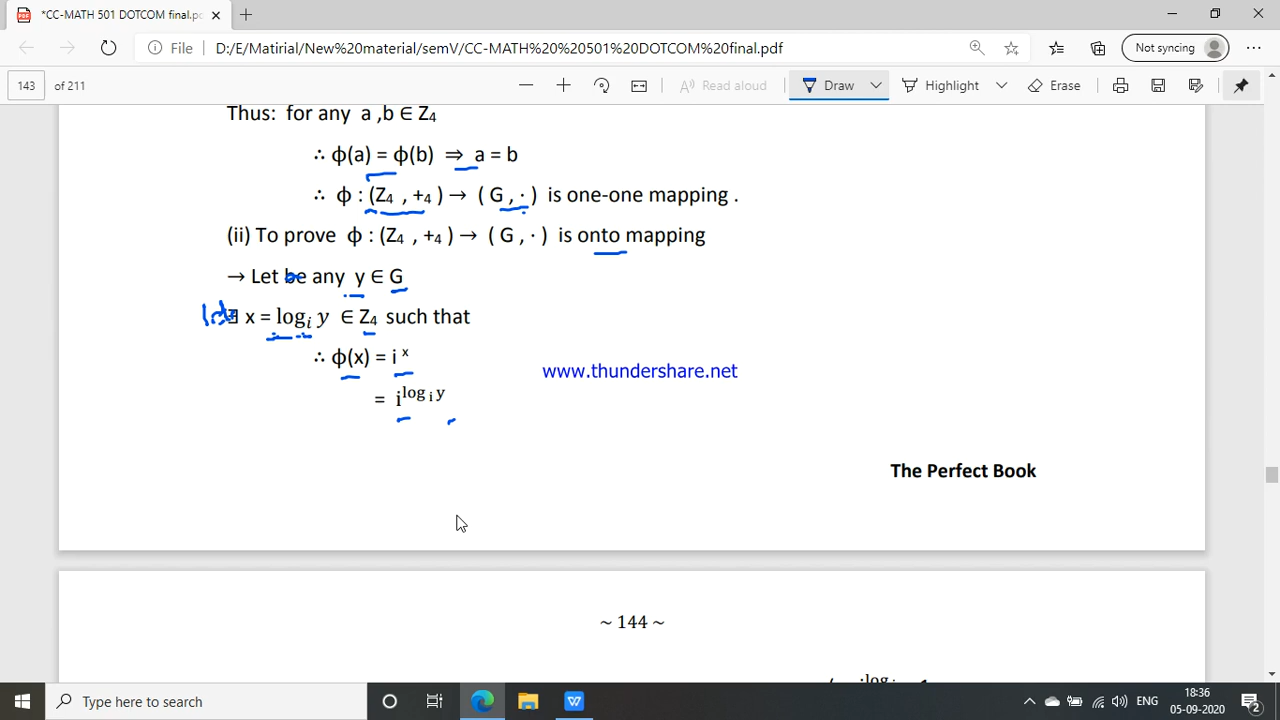 *CC-MATH 501 DOTCOM final.pd
File D:/E/Matirial/New%20material/semV/CC-MATH%20%20501%20DOTCOM%20final.pdf
Not syncing
143 of 211 Read aloud Draw Highlight Erase
Thus: for any a ,b ∈ Z₄
∴ ϕ(a) = ϕ(b) ⇒ a = b
∴ ϕ : (Z₄ , +₄ ) → ( G , · ) is one-one mapping .
(ii) To prove ϕ : (Z₄ , +₄ ) → ( G , · ) is onto mapping
→ Let be any y ∈ G
∃ x = logᵢ y ∈ Z₄ such that
∴ ϕ(x) = i ˣ
www.thundershare.net
= i^(log ᵢ y)
The Perfect Book
~ 144 ~
Type here to search
ENG
18:36
05-09-2020
2